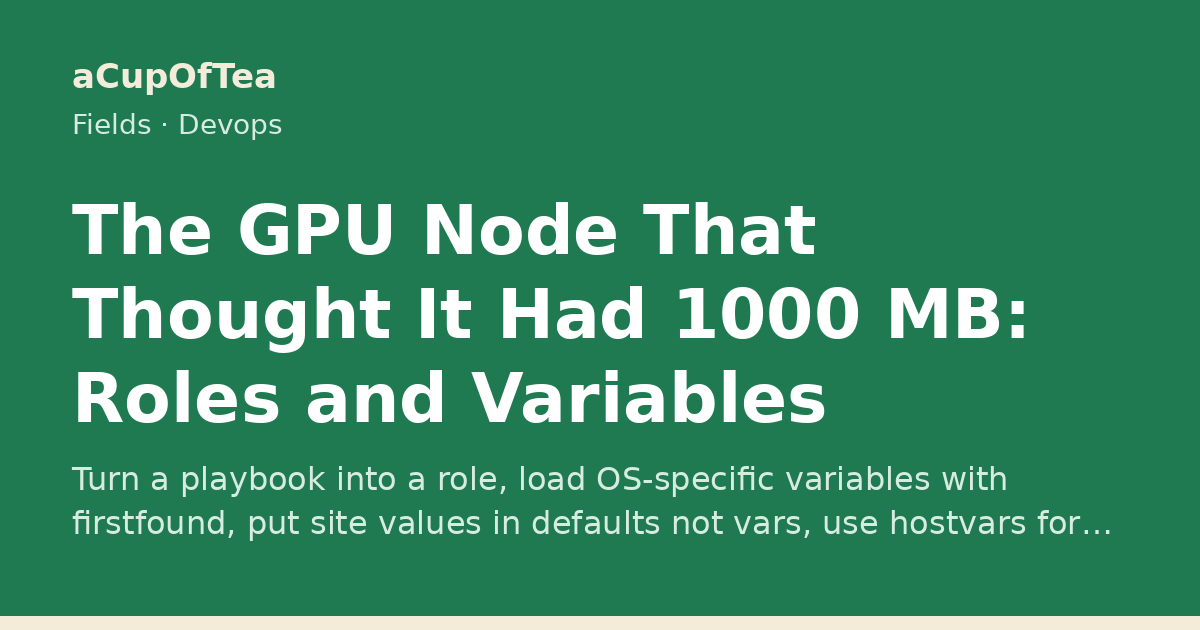 aCupOfTea
Fields · Devops
The GPU Node That
Thought It Had 1000 MB:
Roles and Variables
Turn a playbook into a role, load OS-specific variables with
firstfound, put site values in defaults not vars, use hostvars for…